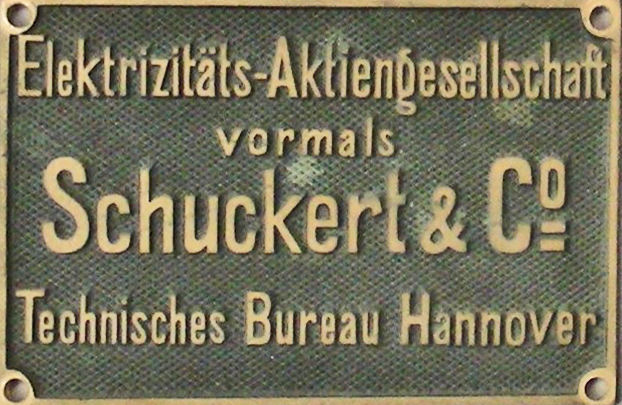 Elektrizitäts-Aktiengesellschaft
vormals
Schuckert & Co
Technisches Bureau Hannover